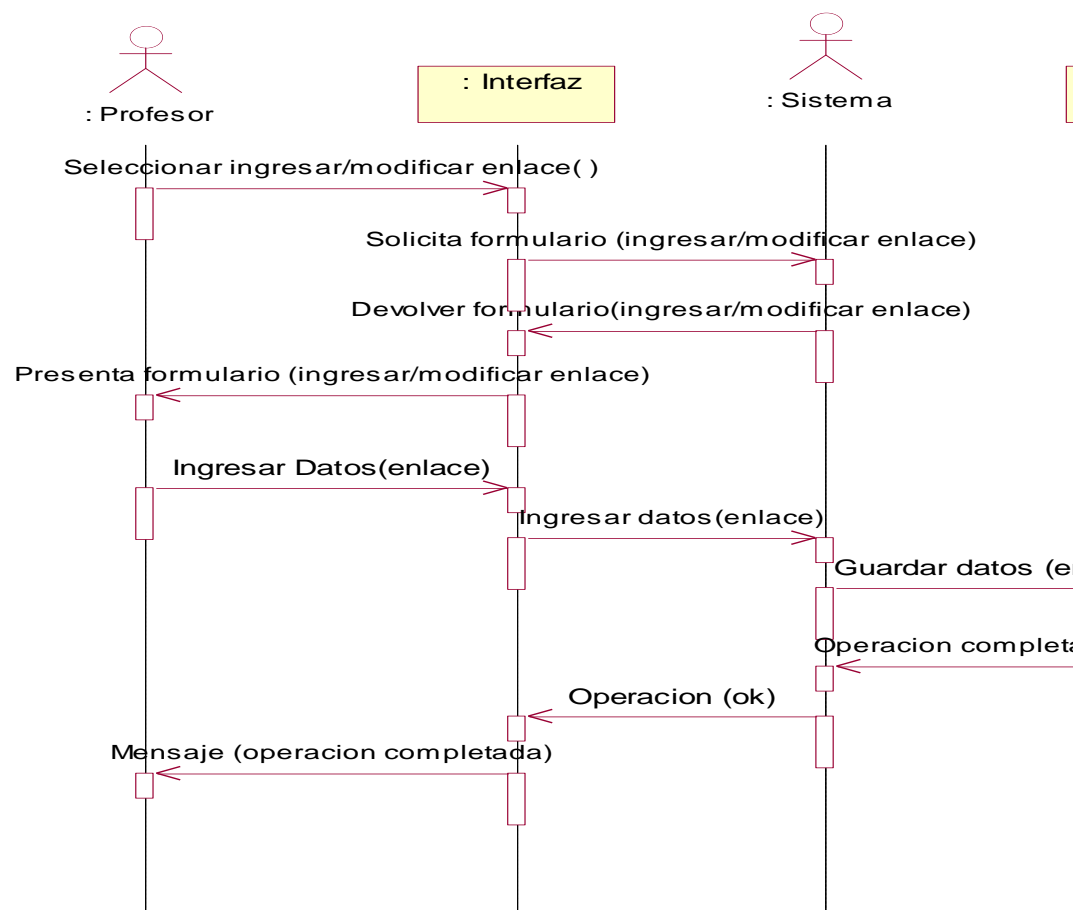 : Profesor
: Interfaz
: Sistema
Seleccionar ingresar/modificar enlace( )
Solicita formulario (ingresar/modificar enlace)
Devolver formulario(ingresar/modificar enlace)
Presenta formulario (ingresar/modificar enlace)
Ingresar Datos(enlace)
Ingresar datos(enlace)
Guardar datos
Operacion
Operacion (ok)
Mensaje (operacion completada)